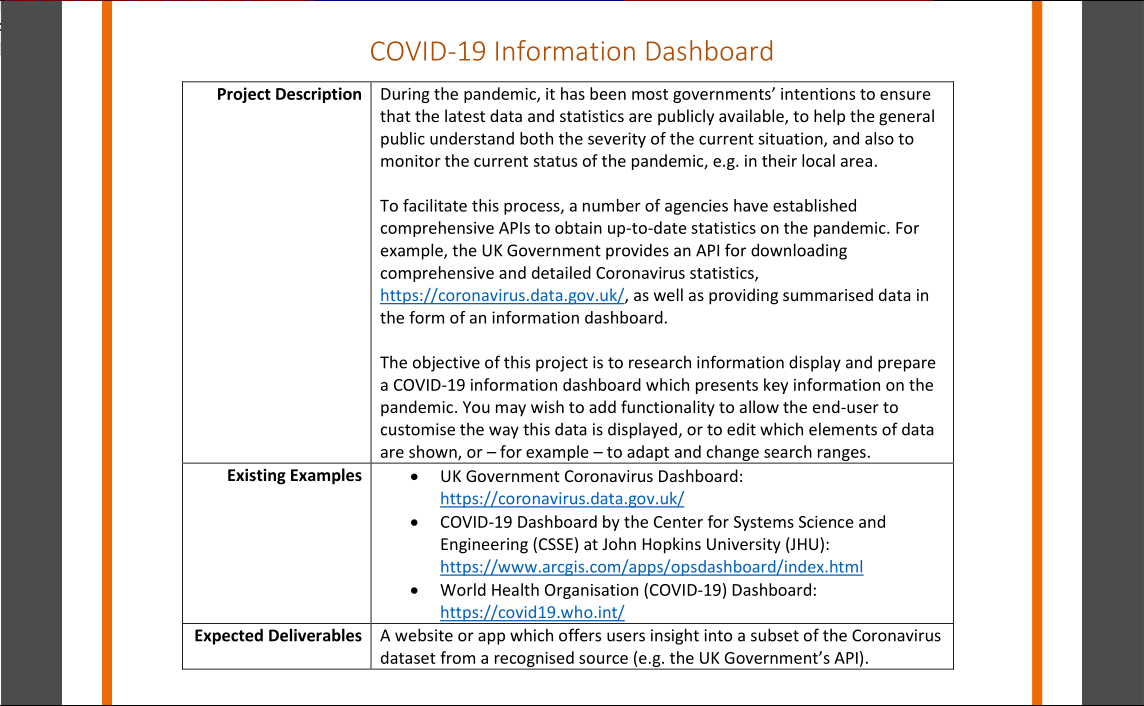 COVID-19 Information Dashboard
Project Description
During the pandemic, it has been most governments’ intentions to ensure
that the latest data and statistics are publicly available, to help the general
public understand both the severity of the current situation, and also to
monitor the current status of the pandemic, e.g. in their local area.
To facilitate this process, a number of agencies have established
comprehensive APIs to obtain up-to-date statistics on the pandemic. For
example, the UK Government provides an API for downloading
comprehensive and detailed Coronavirus statistics,
https://coronavirus.data.gov.uk/, as well as providing summarised data in
the form of an information dashboard.
The objective of this project is to research information display and prepare
a COVID-19 information dashboard which presents key information on the
pandemic. You may wish to add functionality to allow the end-user to
customise the way this data is displayed, or to edit which elements of data
are shown, or – for example – to adapt and change search ranges.
Existing Examples
• UK Government Coronavirus Dashboard:
https://coronavirus.data.gov.uk/
• COVID-19 Dashboard by the Center for Systems Science and
Engineering (CSSE) at John Hopkins University (JHU):
https://www.arcgis.com/apps/opsdashboard/index.html
• World Health Organisation (COVID-19) Dashboard:
https://covid19.who.int/
Expected Deliverables
A website or app which offers users insight into a subset of the Coronavirus
dataset from a recognised source (e.g. the UK Government’s API).